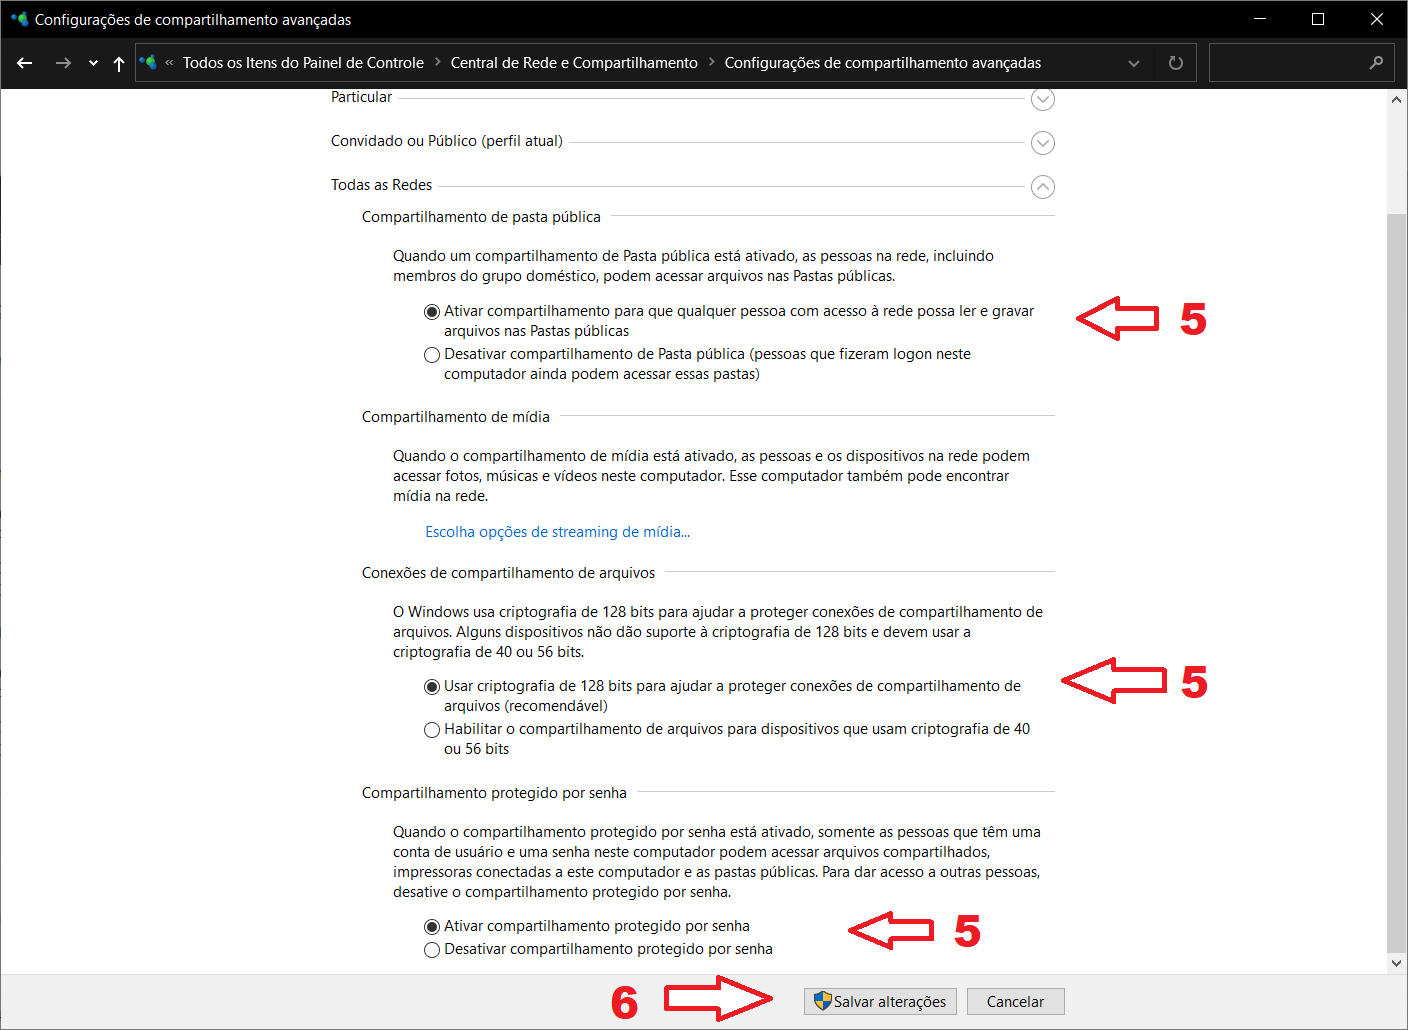 Configurações de compartilhamento avançadas
« Todos os Itens do Painel de Controle > Central de Rede e Compartilhamento > Configurações de compartilhamento avançadas
Particular
Convidado ou Público (perfil atual)
Todas as Redes
Compartilhamento de pasta pública
Quando um compartilhamento de Pasta pública está ativado, as pessoas na rede, incluindo
membros do grupo doméstico, podem acessar arquivos nas Pastas públicas.
Ativar compartilhamento para que qualquer pessoa com acesso à rede possa ler e gravar
arquivos nas Pastas públicas
5
Desativar compartilhamento de Pasta pública (pessoas que fizeram logon neste
computador ainda podem acessar essas pastas)
Compartilhamento de mídia
Quando o compartilhamento de mídia está ativado, as pessoas e os dispositivos na rede podem
acessar fotos, músicas e vídeos neste computador. Esse computador também pode encontrar
mídia na rede.
Escolha opções de streaming de mídia...
Conexões de compartilhamento de arquivos
O Windows usa criptografia de 128 bits para ajudar a proteger conexões de compartilhamento de
arquivos. Alguns dispositivos não dão suporte à criptografia de 128 bits e devem usar a
criptografia de 40 ou 56 bits.
Usar criptografia de 128 bits para ajudar a proteger conexões de compartilhamento de
arquivos (recomendável)
5
Habilitar o compartilhamento de arquivos para dispositivos que usam criptografia de 40
ou 56 bits
Compartilhamento protegido por senha
Quando o compartilhamento protegido por senha está ativado, somente as pessoas que têm uma
conta de usuário e uma senha neste computador podem acessar arquivos compartilhados,
impressoras conectadas a este computador e as pastas públicas. Para dar acesso a outras pessoas,
desative o compartilhamento protegido por senha.
Ativar compartilhamento protegido por senha
5
Desativar compartilhamento protegido por senha
6
Salvar alterações
Cancelar